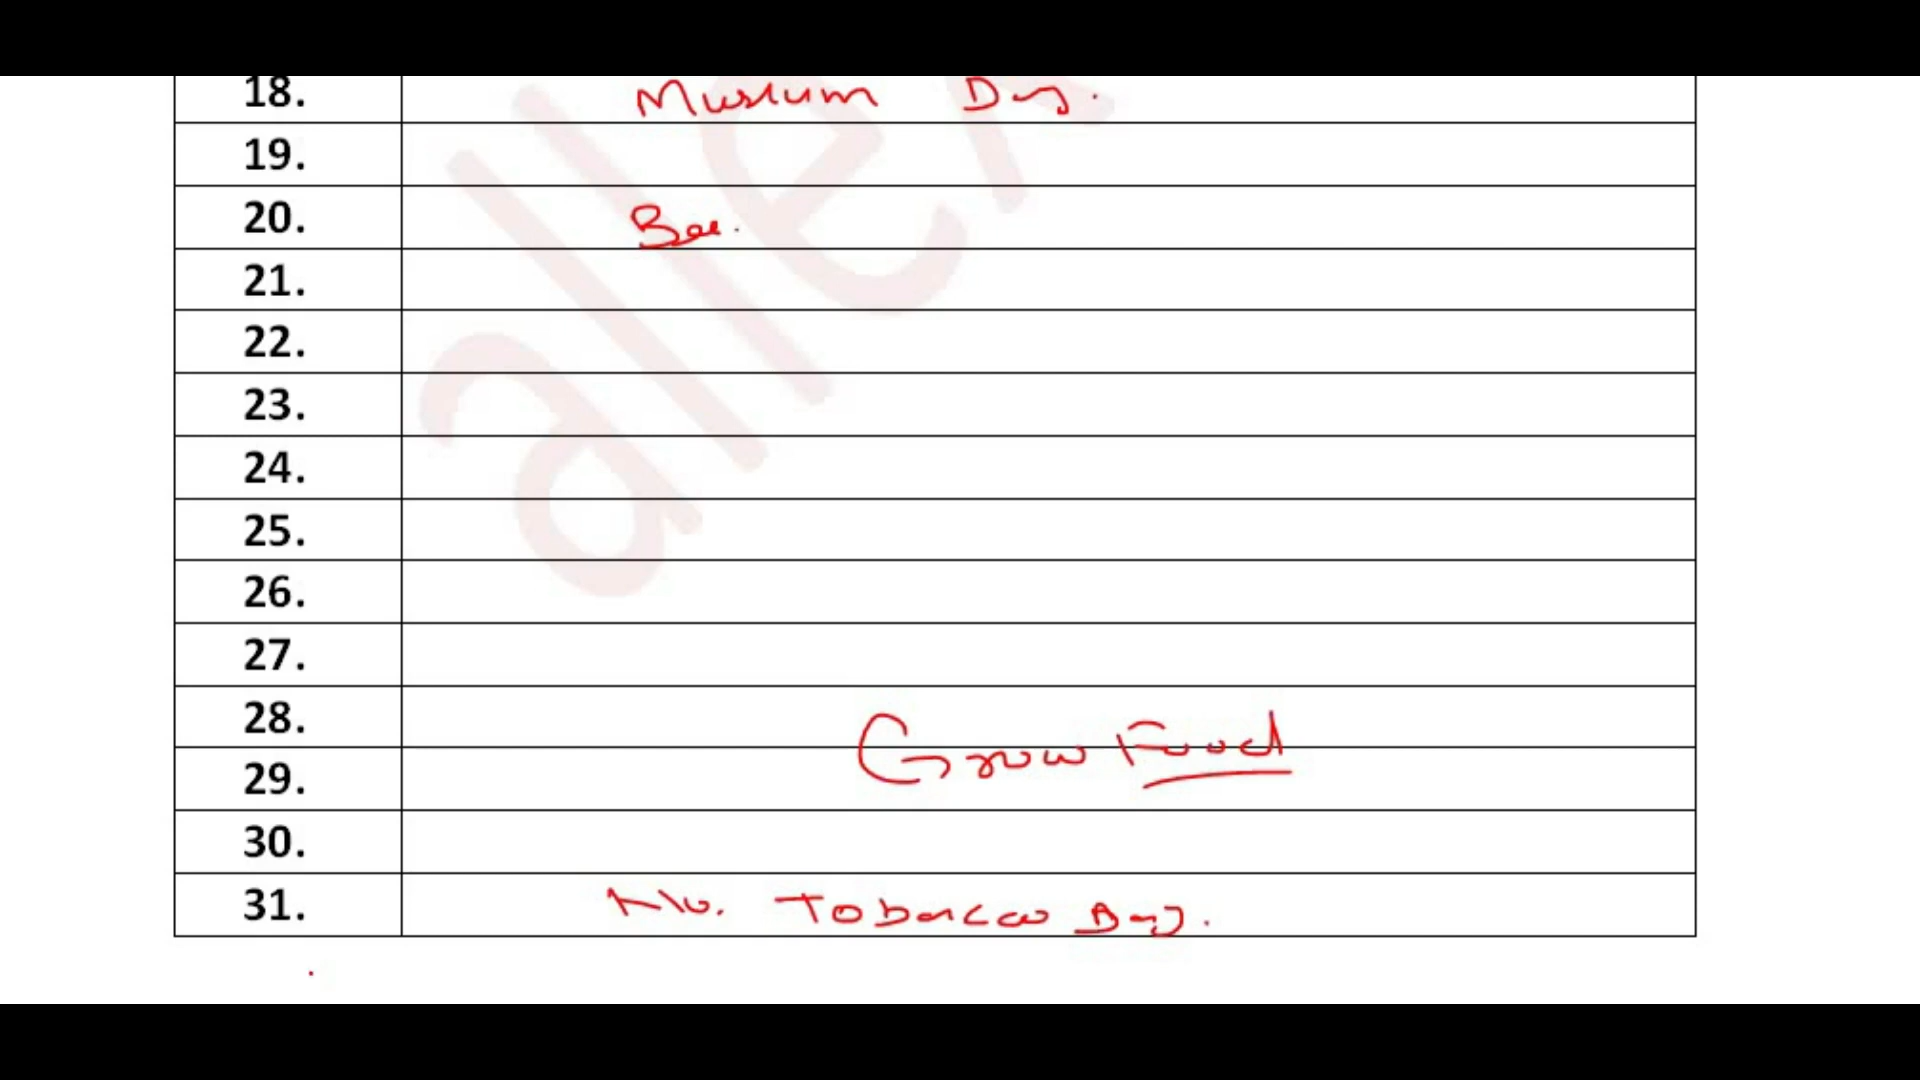 18. Museum Day.
19.
20. Bee.
21.
22.
23.
24.
25.
26.
27.
28.
Grow Food
29.
30.
31. No. Tobacco Day.